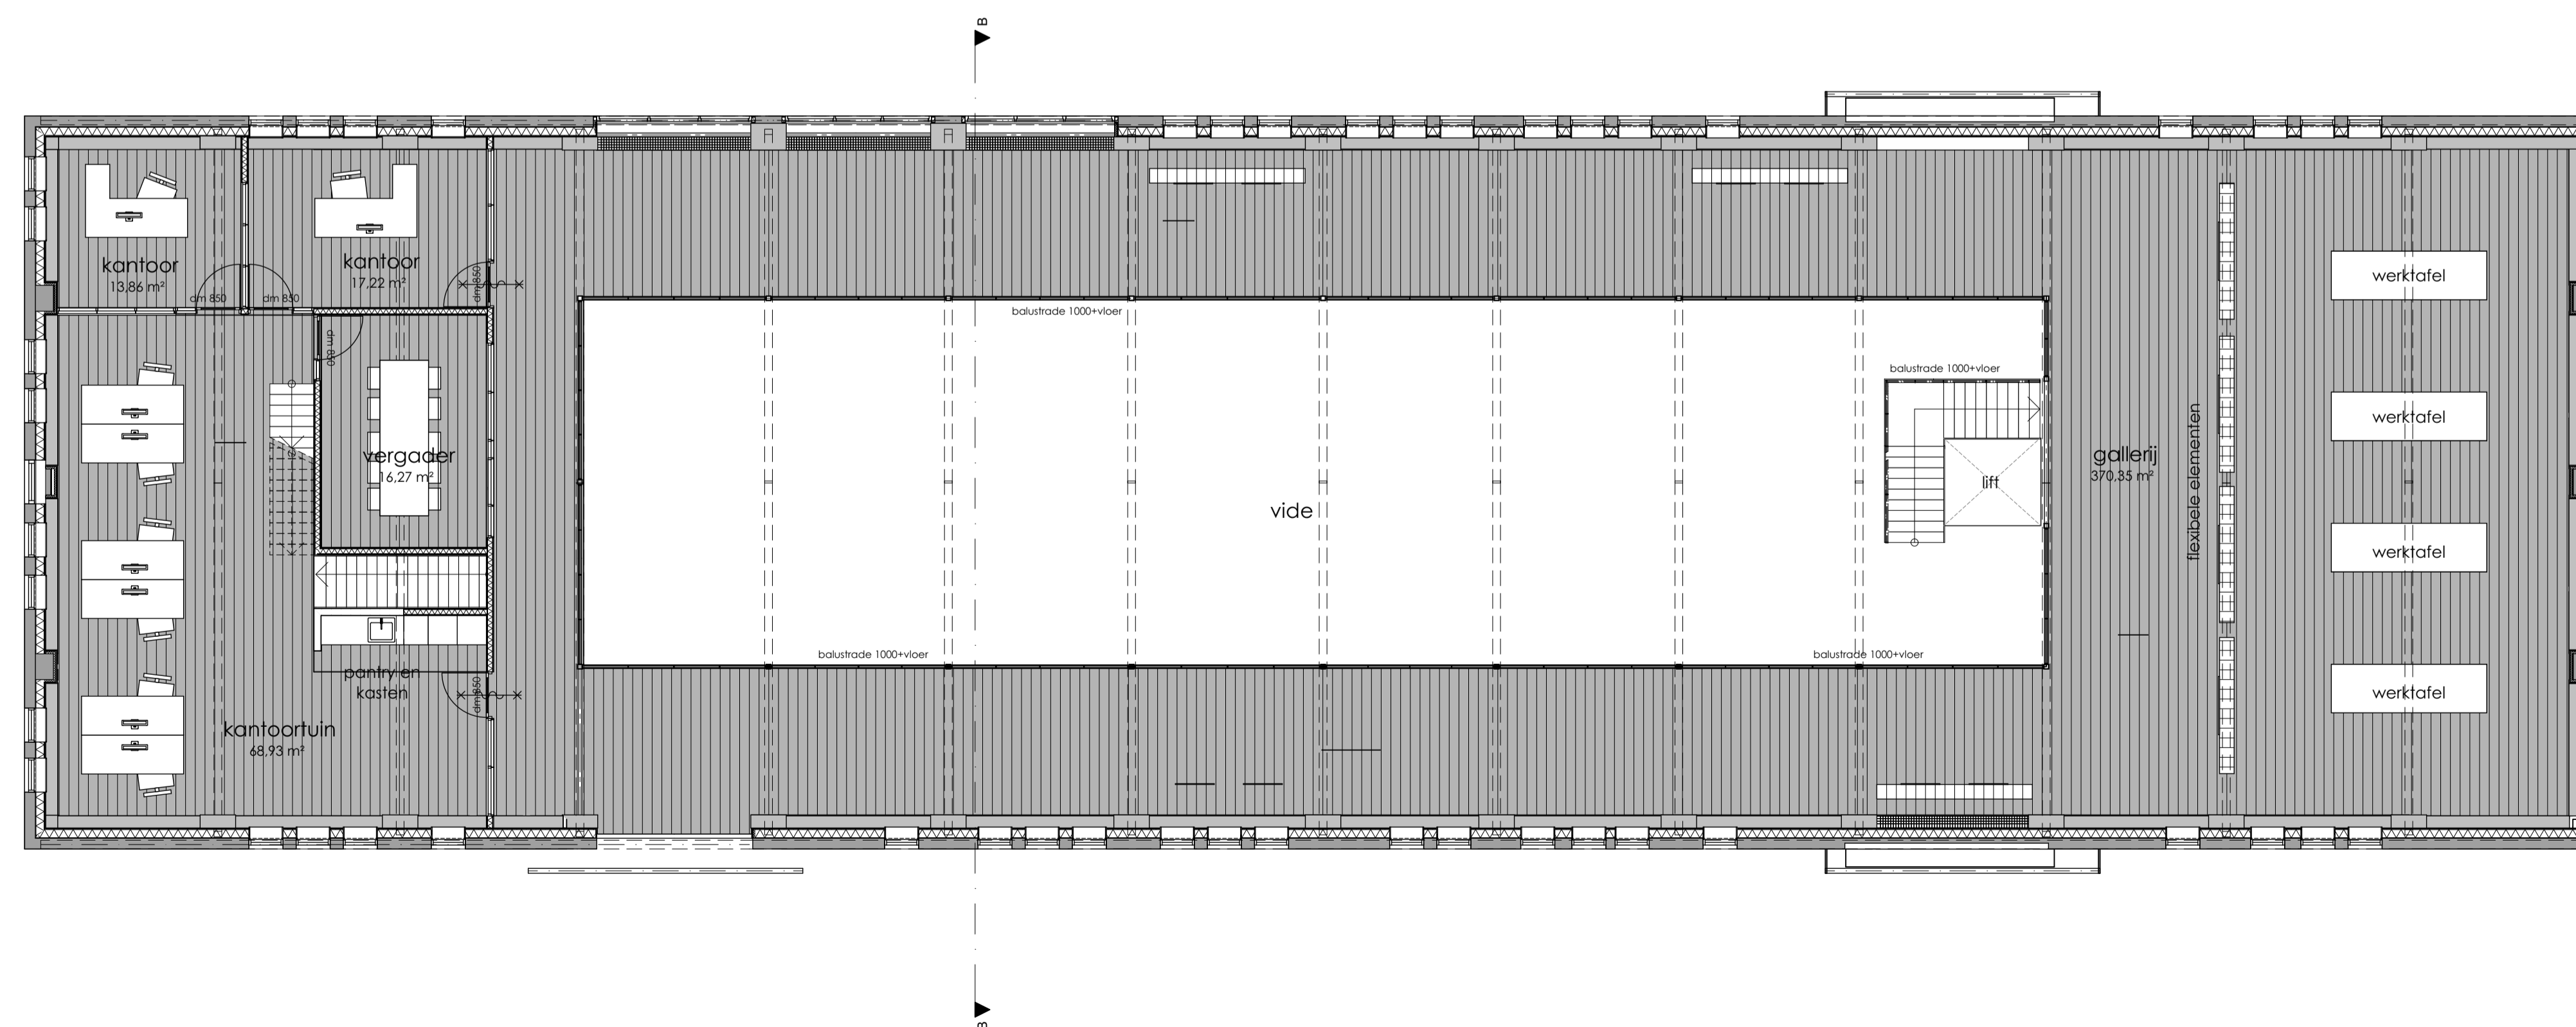 B
kantoor
13,86 m²
dm 850
dm 850
kantoor
17,22 m²
dm 850
dm 850
vergader
16,27 m²
pantry en
kasten
dm 850
kantoortuin
68,93 m²
balustrade 1000+vloer
balustrade 1000+vloer
vide
balustrade 1000+vloer
lift
balustrade 1000+vloer
gallerij
370,35 m²
flexibele elementen
werktafel
werktafel
werktafel
werktafel
B